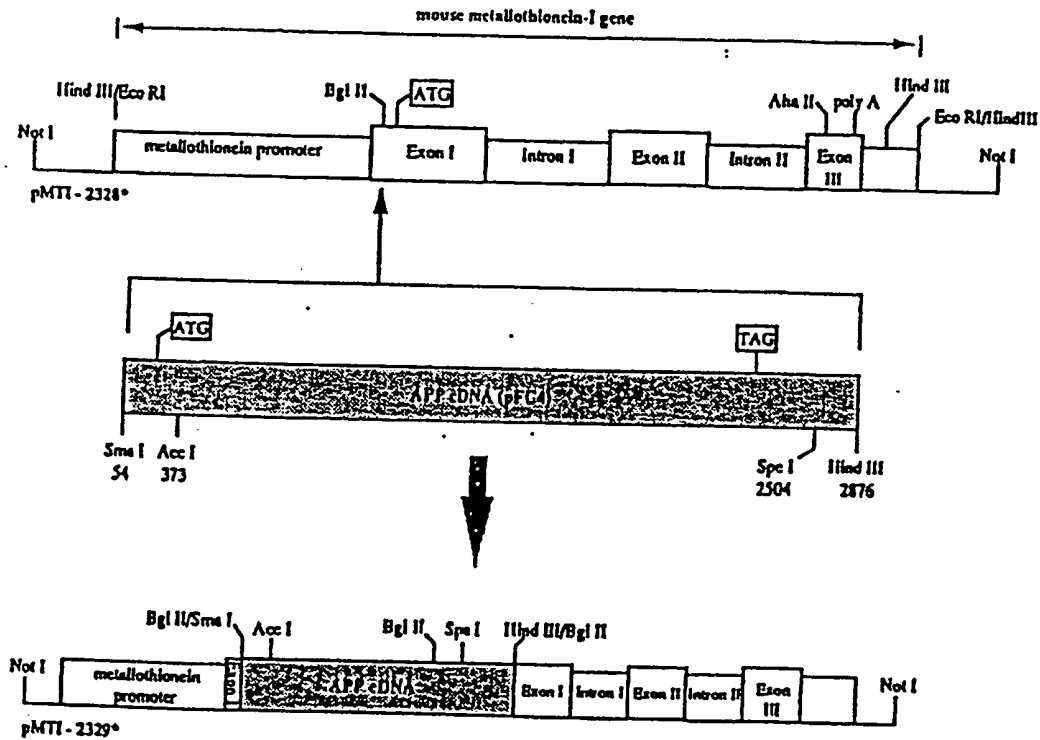 mouse metallothionein-I gene
Hind III/Eco RI
Bgl II
ATG
Aha II
poly A
Hind III
Eco RI/HindIII
Not I
metallothionein promoter
Exon I
Intron I
Exon II
Intron II
Exon III
Not I
pMTI - 2328*
ATG
TAG
APP cDNA (pFC4)
Sma I
54
Acc I
373
Spe I
2504
Hind III
2876
Bgl II/Sma I
Acc I
Bgl II
Spe I
Hind III/Bgl II
Not I
metallothionein
promoter
Exon I
APP cDNA
Exon I
Intron I
Exon II
Intron II
Exon
III
Not I
pMTI - 2329*